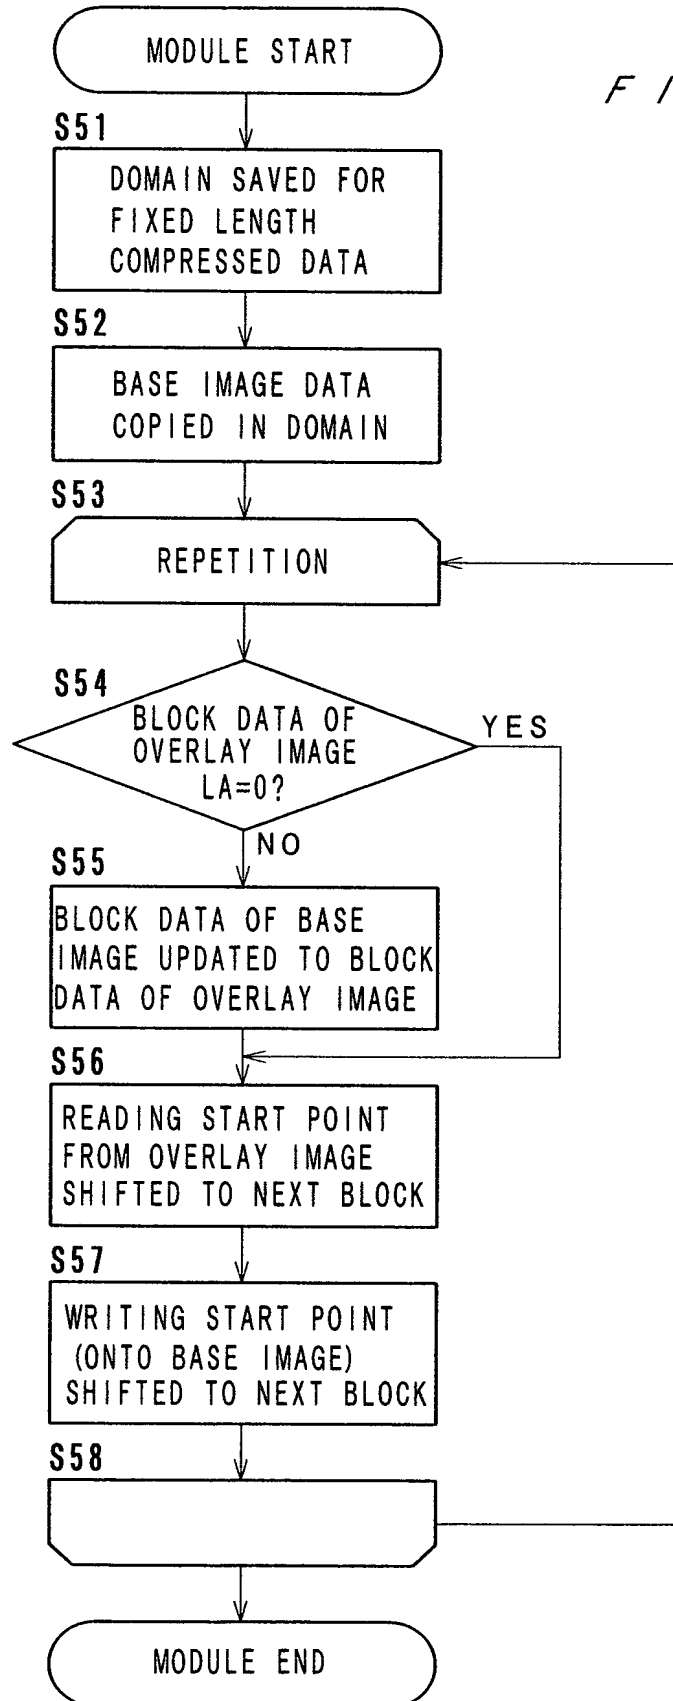 MODULE START
F I
S51
DOMAIN SAVED FOR
FIXED LENGTH
COMPRESSED DATA
S52
BASE IMAGE DATA
COPIED IN DOMAIN
S53
REPETITION
S54
BLOCK DATA OF
OVERLAY IMAGE
LA=0?
YES
NO
S55
BLOCK DATA OF BASE
IMAGE UPDATED TO BLOCK
DATA OF OVERLAY IMAGE
S56
READING START POINT
FROM OVERLAY IMAGE
SHIFTED TO NEXT BLOCK
S57
WRITING START POINT
(ONTO BASE IMAGE)
SHIFTED TO NEXT BLOCK
S58
MODULE END